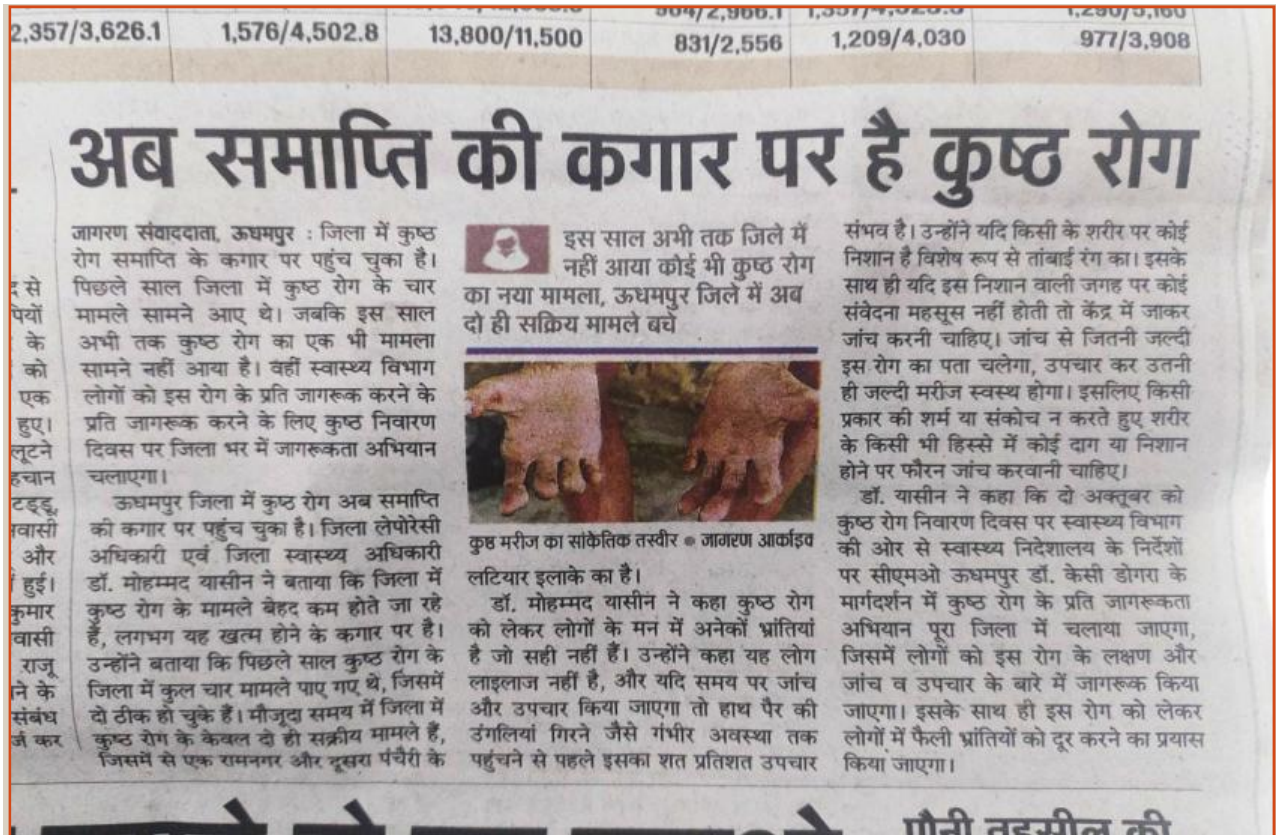 2,357/3,626.1 1,576/4,502.8 13,800/11,500 831/2,556 1,209/4,030 977/3,908
अब समाप्ति की कगार पर है कुष्ठ रोग
जागरण संवाददाता, ऊधमपुर : जिला में कुष्ठ
रोग समाप्ति के कगार पर पहुंच चुका है।
पिछले साल जिला में कुष्ठ रोग के चार
मामले सामने आए थे। जबकि इस साल
अभी तक कुष्ठ रोग का एक भी मामला
सामने नहीं आया है। वहीं स्वास्थ्य विभाग
लोगों को इस रोग के प्रति जागरूक करने के
प्रति जागरूक करने के लिए कुष्ठ निवारण
दिवस पर जिला भर में जागरूकता अभियान
चलाएगा।
ऊधमपुर जिला में कुष्ठ रोग अब समाप्ति
की कगार पर पहुंच चुका है। जिला लेपोरेसी
अधिकारी एवं जिला स्वास्थ्य अधिकारी
डॉ. मोहम्मद यासीन ने बताया कि जिला में
कुष्ठ रोग के मामले बेहद कम होते जा रहे
हैं, लगभग यह खत्म होने के कगार पर है।
उन्होंने बताया कि पिछले साल कुष्ठ रोग के
जिला में कुल चार मामले पाए गए थे, जिसमें
दो ठीक हो चुके हैं। मौजूदा समय में जिला में
कुष्ठ रोग के केवल दो ही सक्रीय मामले हैं,
जिसमें से एक रामनगर और दूसरा पंचैरी के
इस साल अभी तक जिले में
नहीं आया कोई भी कुष्ठ रोग
का नया मामला, ऊधमपुर जिले में अब
दो ही सक्रिय मामले बचे
कुष्ठ मरीज का सांकेतिक तस्वीर ● जागरण आर्काइव
लटियार इलाके का है।
डॉ. मोहम्मद यासीन ने कहा कुष्ठ रोग
को लेकर लोगों के मन में अनेकों भ्रांतियां
है जो सही नहीं हैं। उन्होंने कहा यह लोग
लाइलाज नहीं है, और यदि समय पर जांच
और उपचार किया जाएगा तो हाथ पैर की
उंगलियां गिरने जैसे गंभीर अवस्था तक
पहुंचने से पहले इसका शत प्रतिशत उपचार
संभव है। उन्होंने यदि किसी के शरीर पर कोई
निशान है विशेष रूप से तांबाई रंग का। इसके
साथ ही यदि इस निशान वाली जगह पर कोई
संवेदना महसूस नहीं होती तो केंद्र में जाकर
जांच करनी चाहिए। जांच से जितनी जल्दी
इस रोग का पता चलेगा, उपचार कर उतनी
ही जल्दी मरीज स्वस्थ होगा। इसलिए किसी
प्रकार की शर्म या संकोच न करते हुए शरीर
के किसी भी हिस्से में कोई दाग या निशान
होने पर फौरन जांच करवानी चाहिए।
डॉ. यासीन ने कहा कि दो अक्तूबर को
कुष्ठ रोग निवारण दिवस पर स्वास्थ्य विभाग
की ओर से स्वास्थ्य निदेशालय के निर्देशों
पर सीएमओ ऊधमपुर डॉ. केसी डोगरा के
मार्गदर्शन में कुष्ठ रोग के प्रति जागरूकता
अभियान पूरा जिला में चलाया जाएगा,
जिसमें लोगों को इस रोग के लक्षण और
जांच व उपचार के बारे में जागरूक किया
जाएगा। इसके साथ ही इस रोग को लेकर
लोगों में फैली भ्रांतियों को दूर करने का प्रयास
किया जाएगा।
पौनी तहसील की